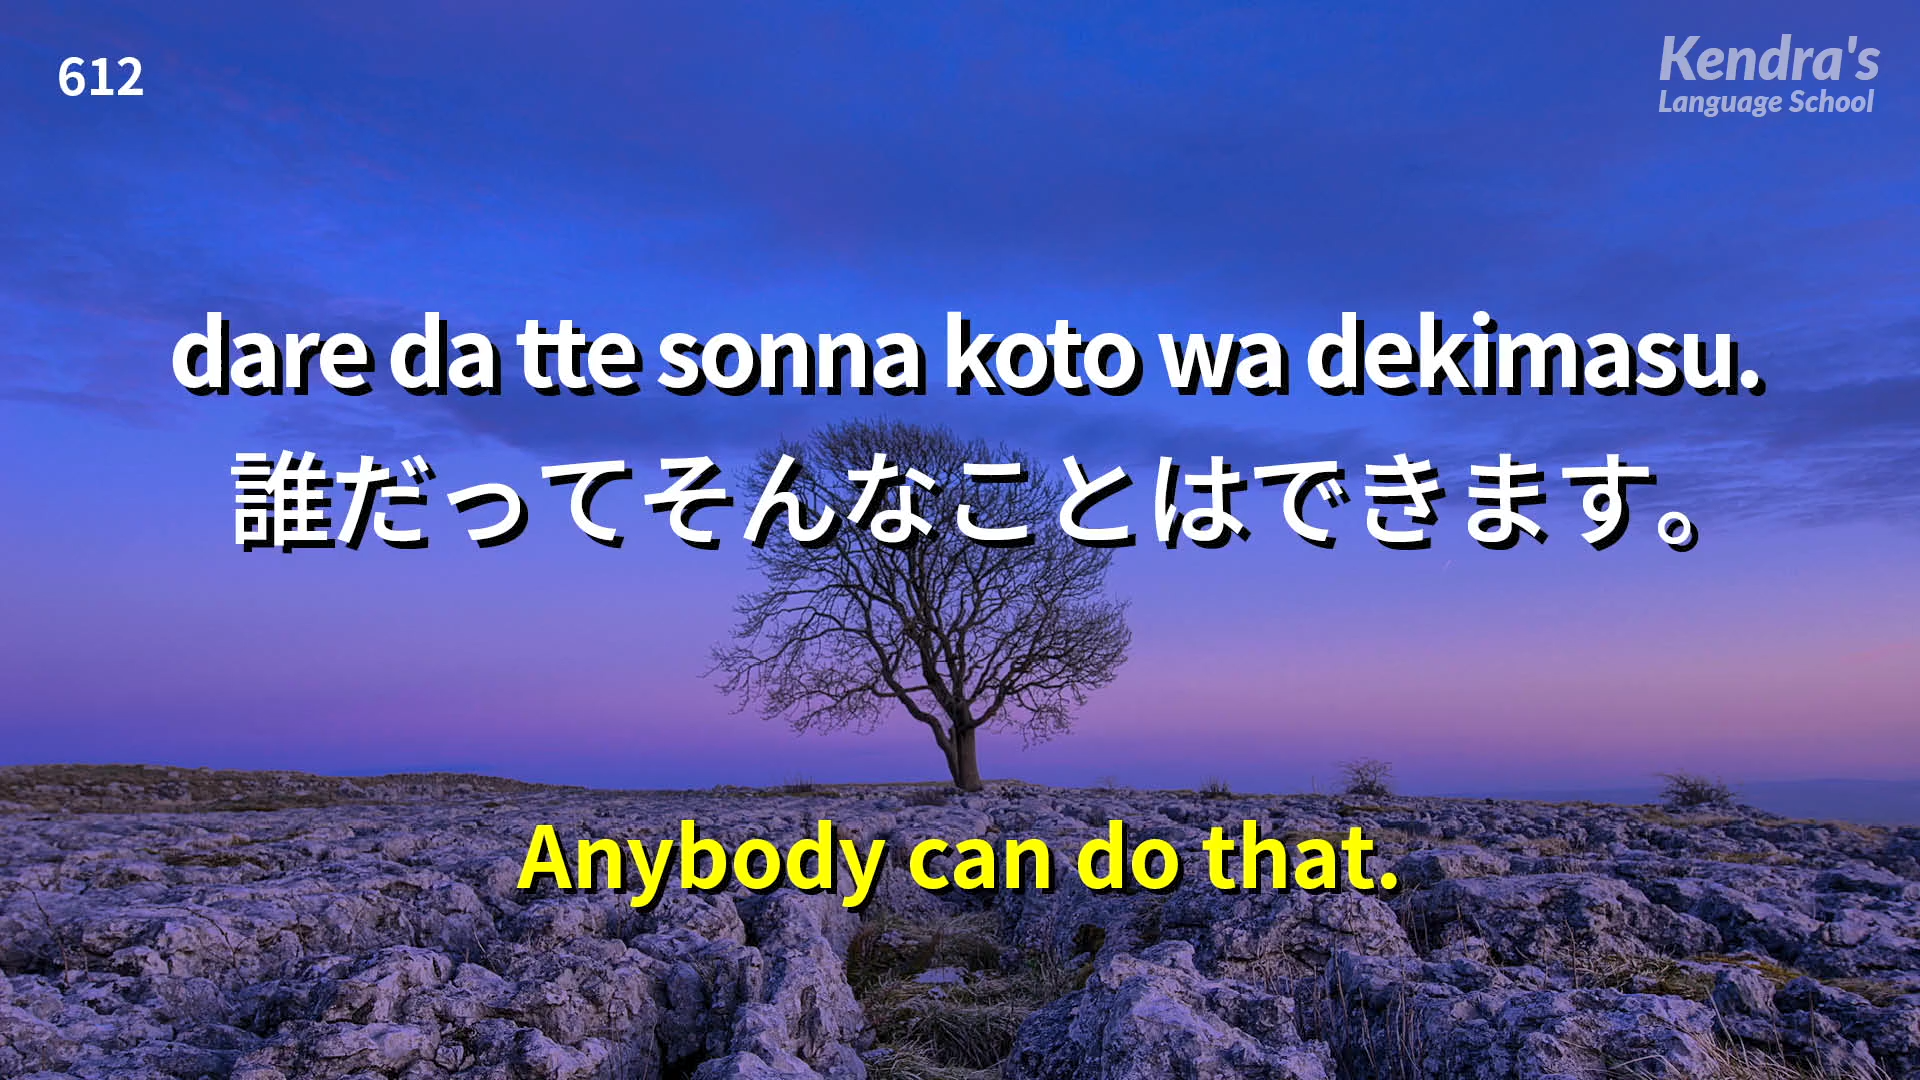 612
Kendra's
Language School
dare da tte sonna koto wa dekimasu.
誰だってそんなことはできます。
Anybody can do that.